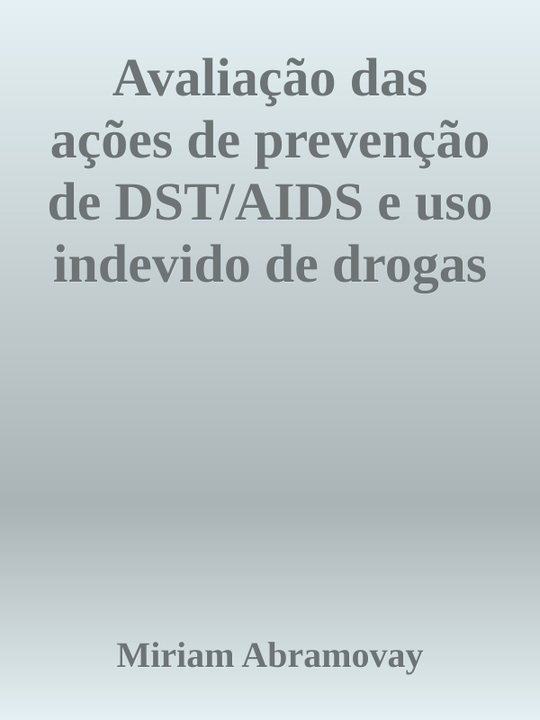 Avaliação das
ações de prevenção
de DST/AIDS e uso
indevido de drogas
Miriam Abramovay